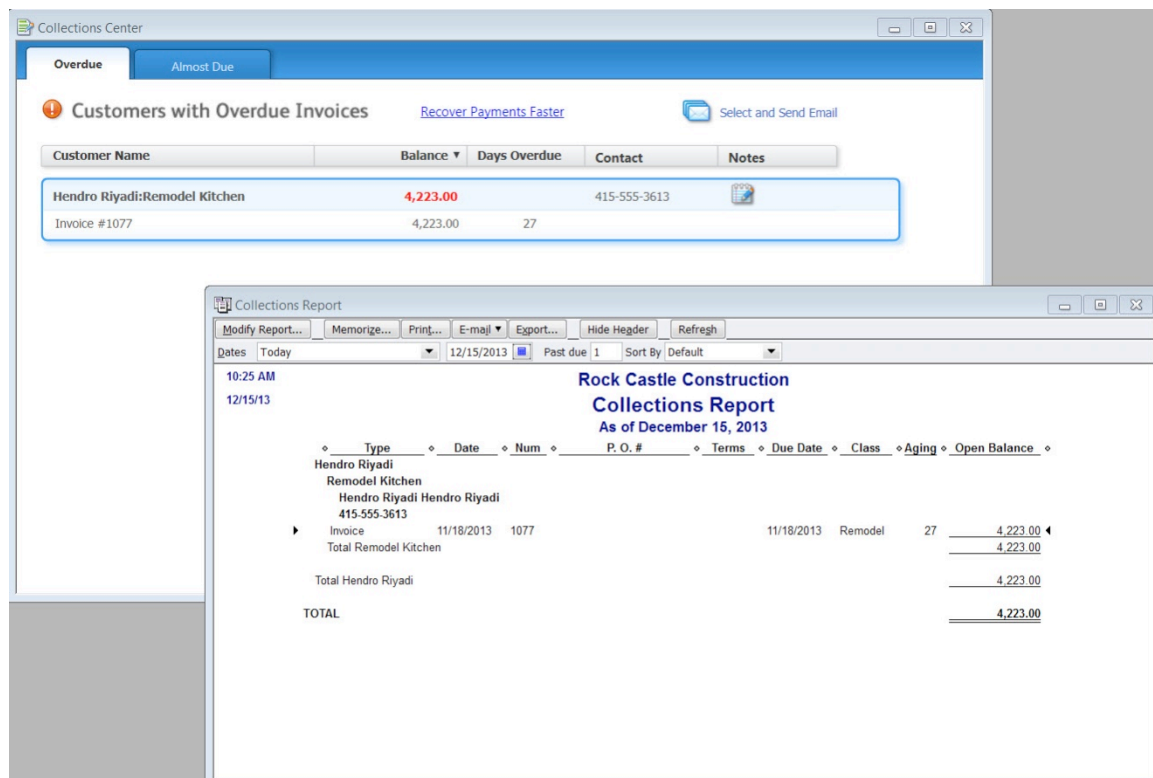 Collections Center
Overdue Almost Due
Customers with Overdue Invoices Recover Payments Faster Select and Send Email
Customer Name Balance ▼ Days Overdue Contact Notes
Hendro Riyadi:Remodel Kitchen 4,223.00 415-555-3613
Invoice #1077 4,223.00 27
Collections Report
Modify Report... Memorize... Print... E-mail ▼ Export... Hide Header Refresh
Dates Today 12/15/2013 Past due 1 Sort By Default
10:25 AM Rock Castle Construction
12/15/13 Collections Report
As of December 15, 2013
Type Date Num P. O. # Terms Due Date Class Aging Open Balance
Hendro Riyadi
Remodel Kitchen
Hendro Riyadi Hendro Riyadi
415-555-3613
Invoice 11/18/2013 1077 11/18/2013 Remodel 27 4,223.00
Total Remodel Kitchen 4,223.00
Total Hendro Riyadi 4,223.00
TOTAL 4,223.00